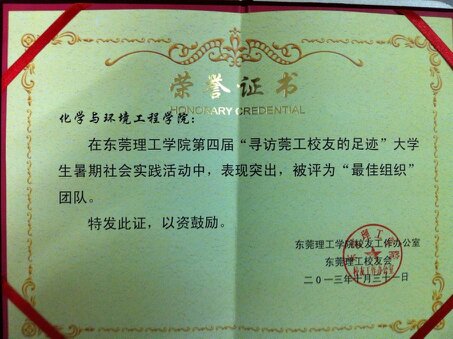 荣誉证书
HONORARY CREDENTIAL
化学与环境工程学院：
在东莞理工学院第四届“寻访莞工校友的足迹”大学
生暑期社会实践活动中，表现突出，被评为“最佳组织”
团队。
特发此证，以资鼓励。
东莞理工学院校友工作办公室
东莞理工校友会
二〇一三年十月三十一日